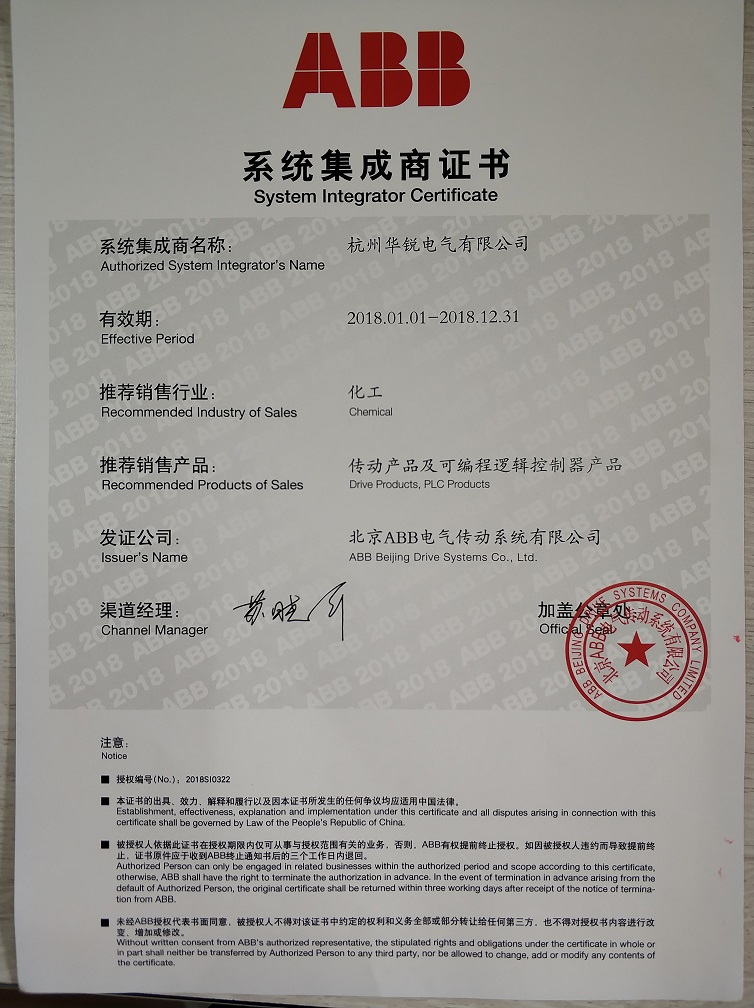 ABB
系统集成商证书
System Integrator Certificate
系统集成商名称：
杭州华锐电气有限公司
Authorized System Integrator's Name
有效期：
2018.01.01-2018.12.31
Effective Period
推荐销售行业：
化工
Recommended Industry of Sales
Chemical
推荐销售产品：
传动产品及可编程逻辑控制器产品
Recommended Products of Sales
Drive Products, PLC Products
发证公司：
北京ABB电气传动系统有限公司
Issuer's Name
ABB Beijing Drive Systems Co., Ltd.
渠道经理：
Channel Manager
加盖公章处：
Official Seal
ABB BEIJING DRIVE SYSTEMS COMPANY LIMITED
北京ABB电气传动系统有限公司
注意：
Notice
■ 授权编号(No.)：2018SI0322
■ 本证书的出具、效力、解释和履行以及因本证书所发生的任何争议均应适用中国法律。
Establishment, effectiveness, explanation and implementation under this certificate and all disputes arising in connection with this
certificate shall be governed by Law of the People's Republic of China.
■ 被授权人依据此证书在授权期限内仅可从事与授权范围有关的业务，否则，ABB有权提前终止授权。如因被授权人违约而导致提前终
止，证书原件应于收到ABB终止通知书后的三个工作日内退回。
Authorized Person can only be engaged in related businesses within the authorized period and scope according to this certificate,
otherwise, ABB shall have the right to terminate the authorization in advance. In the event of termination in advance arising from the
default of Authorized Person, the original certificate shall be returned within three working days after receipt of the notice of termina-
tion from ABB.
■ 未经ABB授权代表书面同意，被授权人不得对该证书中约定的权利和义务全部或部分转让给任何第三方，也不得对授权书内容进行改
变、增加或修改。
Without written consent from ABB's authorized representative, the stipulated rights and obligations under the certificate in whole or
in part shall neither be transferred by Authorized Person to any third party, nor be allowed to change, add or modify any contents of
the certificate.